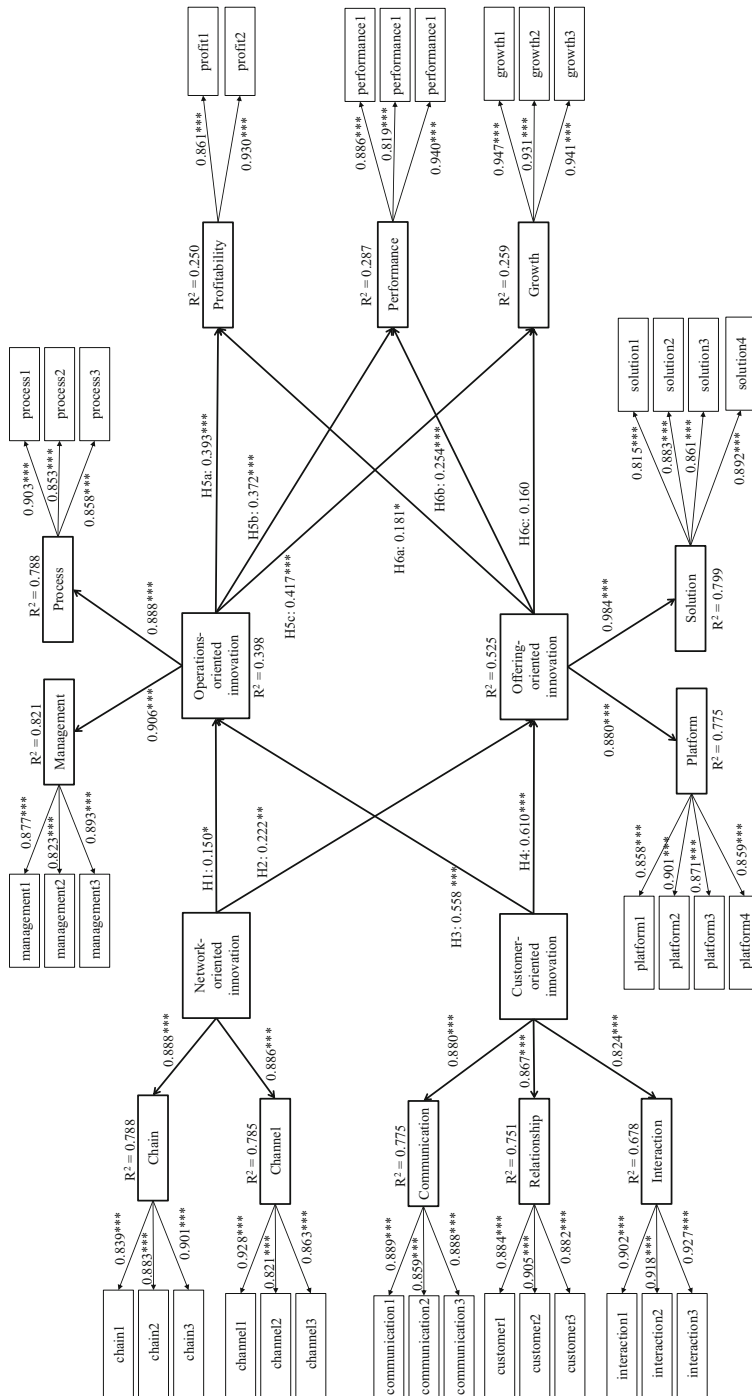 chain1
chain2
chain3
0.839***
0.883***
0.901***
R² = 0.788
Chain
0.888***
channel1
channel2
channel3
0.928***
0.821***
0.863***
R² = 0.785
Channel
0.886***
Network-
oriented
innovation
communication1
communication2
communication3
0.889***
0.859***
0.888***
R² = 0.775
Communication
0.880***
customer1
customer2
customer3
0.884***
0.905***
0.882***
R² = 0.751
Relationship
0.867***
interaction1
interaction2
interaction3
0.902***
0.918***
0.927***
R² = 0.678
Interaction
0.824***
Customer-
oriented
innovation
management1
management2
management3
0.877***
0.823***
0.893***
R² = 0.821
Management
0.906***
process1
process2
process3
0.903***
0.853***
0.858***
R² = 0.788
Process
0.888***
H1: 0.150*
H2: 0.222**
H3: 0.558 ***
H4: 0.610***
Operations-
oriented
innovation
R² = 0.398
R² = 0.525
Offering-
oriented
innovation
platform1
platform2
platform3
platform4
0.858***
0.901***
0.871***
0.859***
Platform
R² = 0.775
0.880***
solution1
solution2
solution3
solution4
0.815***
0.883***
0.861***
0.892***
Solution
R² = 0.799
0.984***
H5a: 0.393***
H5b: 0.372***
H5c: 0.417***
H6a: 0.181*
H6b: 0.254***
H6c: 0.160
R² = 0.250
Profitability
0.861***
0.930***
profit1
profit2
R² = 0.287
Performance
0.886***
0.819***
0.940***
performance1
performance1
performance1
R² = 0.259
Growth
0.947***
0.931***
0.941***
growth1
growth2
growth3